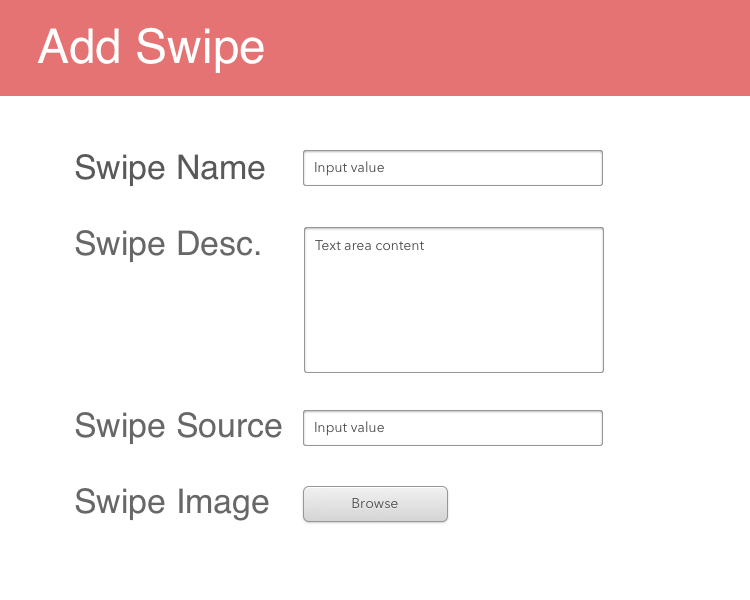 Add Swipe
Swipe Name
Input value
Swipe Desc.
Text area content
Swipe Source
Input value
Swipe Image
Browse